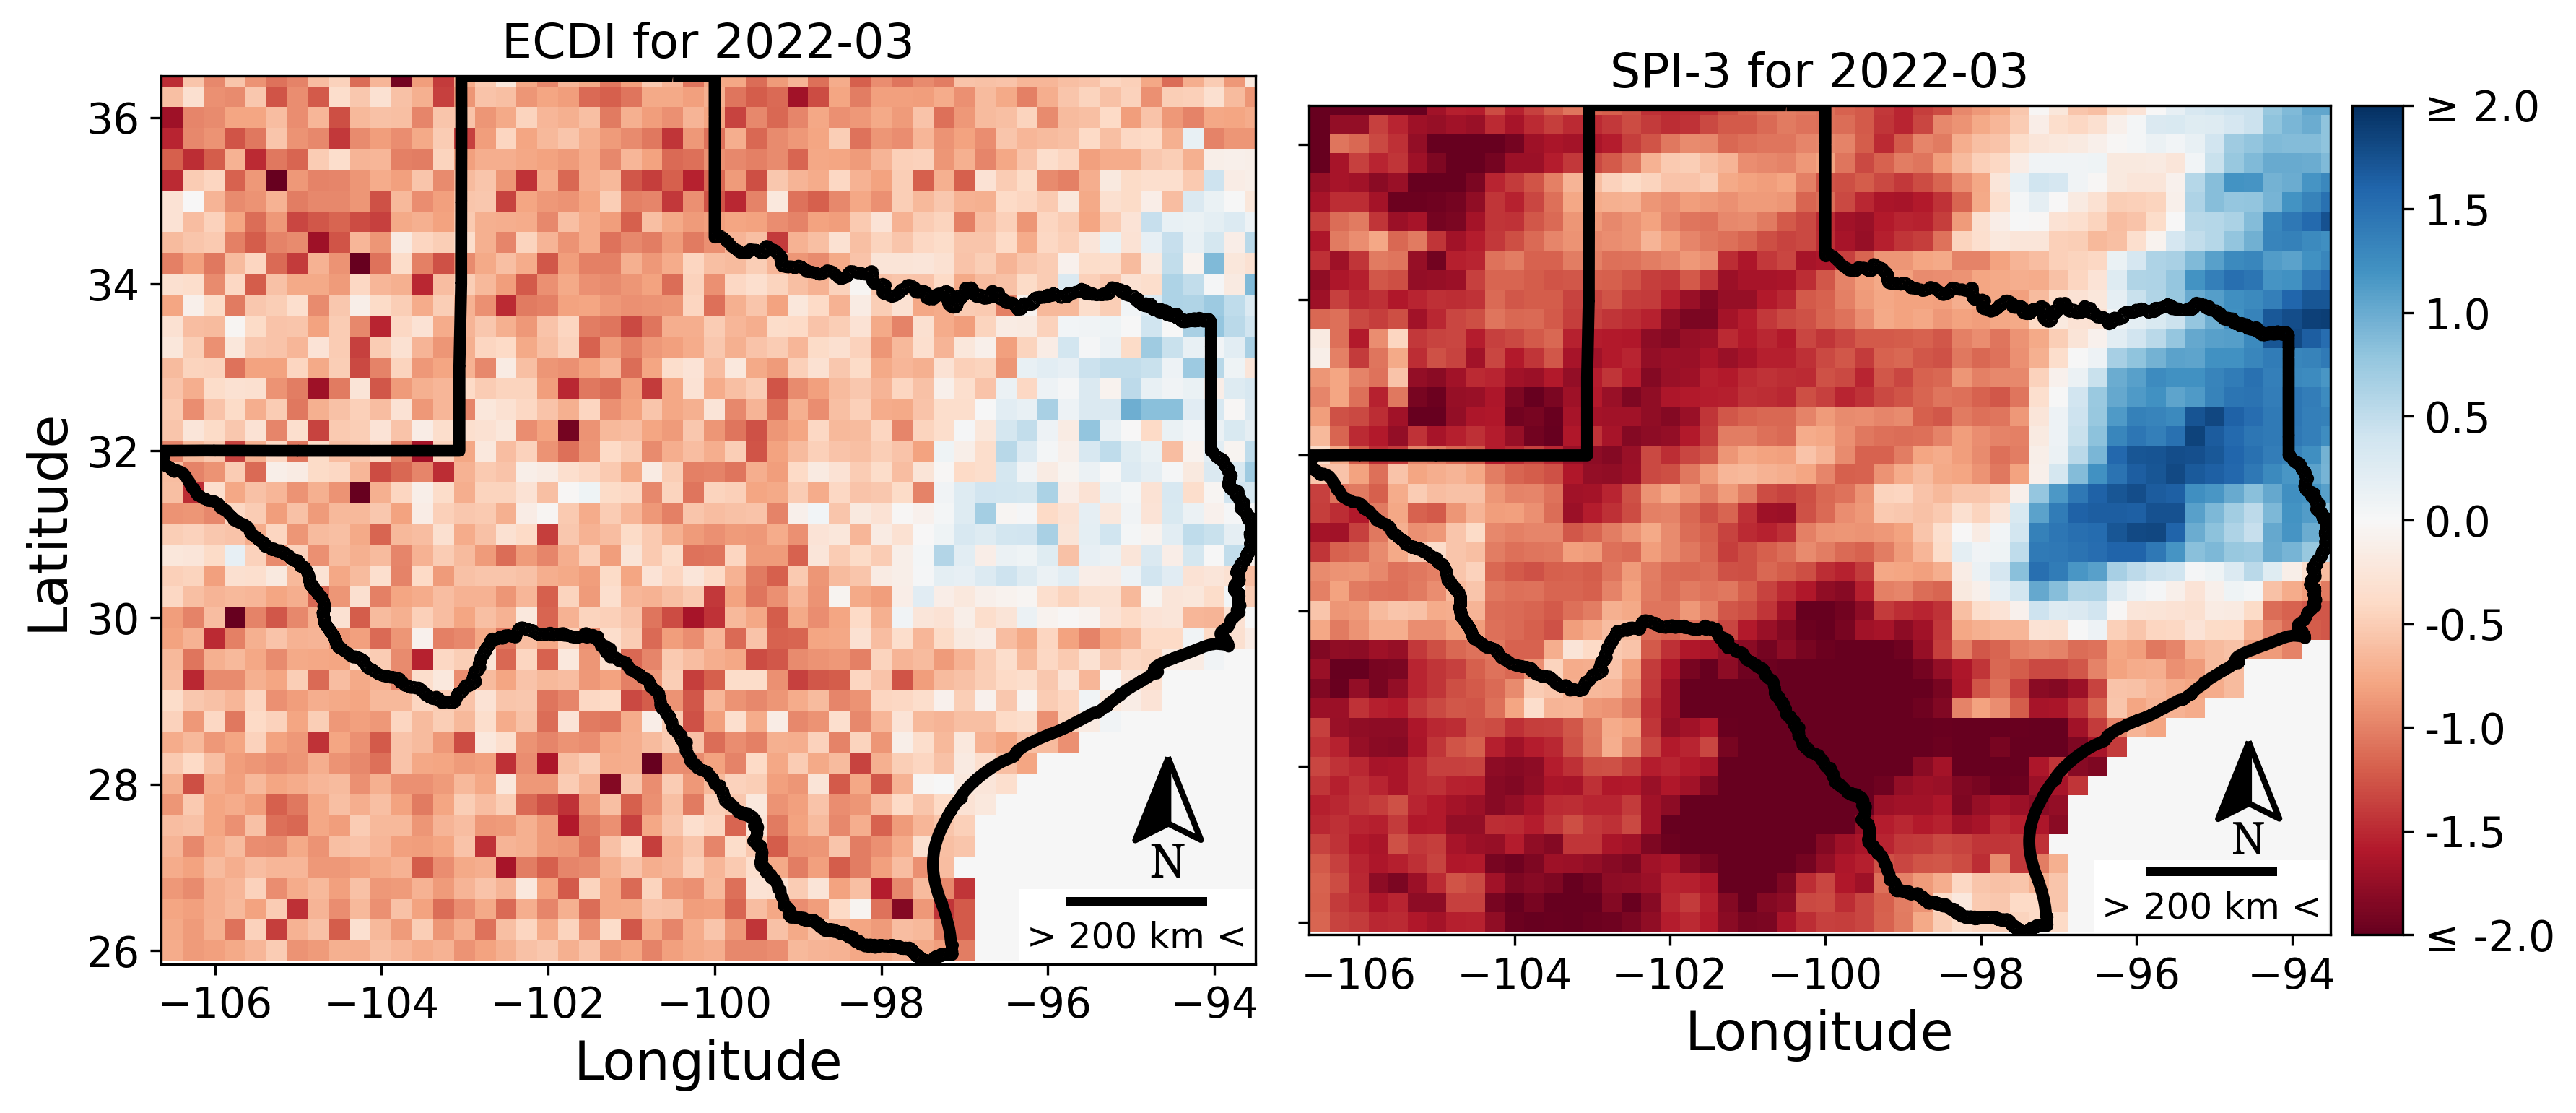 ECDI for 2022-03
36
34
32
30
28
26
Latitude
−106 −104 −102 −100 −98 −96 −94
Longitude
N
> 200 km <
SPI-3 for 2022-03
−106 −104 −102 −100 −98 −96 −94
Longitude
N
> 200 km <
≥ 2.0
1.5
1.0
0.5
0.0
-0.5
-1.0
-1.5
≤ -2.0